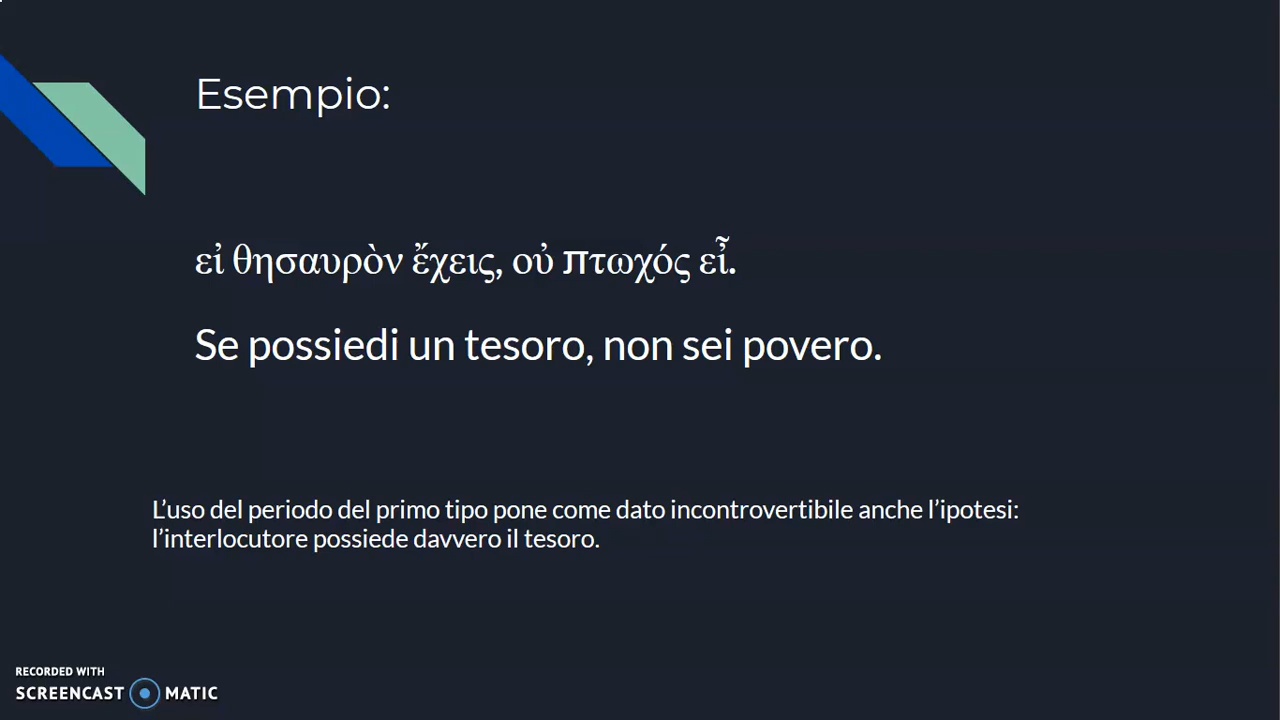 Esempio:
εἰ θησαυρὸν ἔχεις, οὐ πτωχός εἶ.
Se possiedi un tesoro, non sei povero.
L’uso del periodo del primo tipo pone come dato incontrovertibile anche l’ipotesi:
l’interlocutore possiede davvero il tesoro.
RECORDED WITH
SCREENCAST MATIC